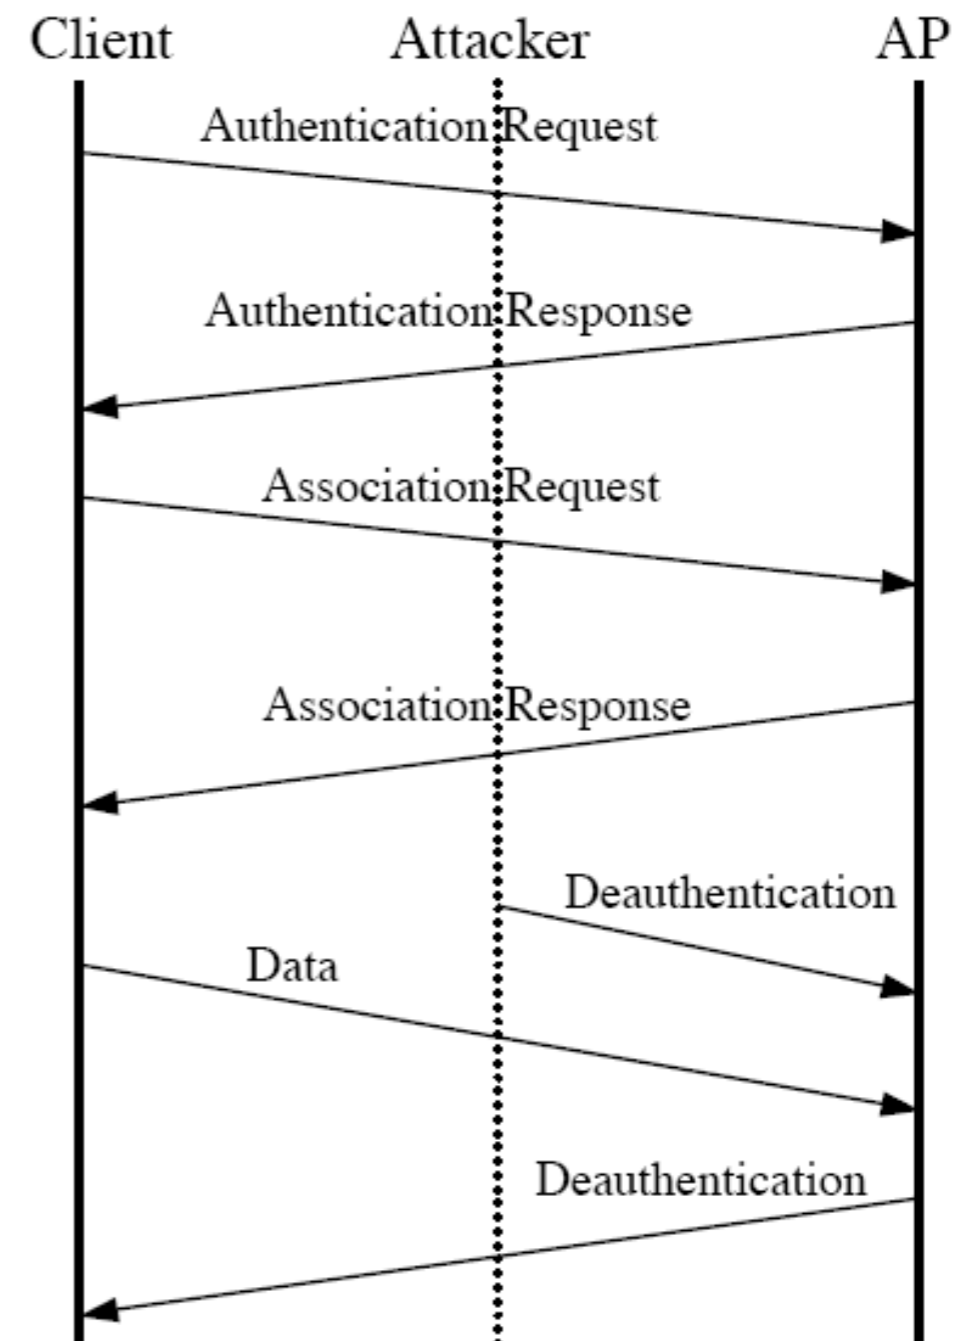 Client Attacker AP
Authentication Request
Authentication Response
Association Request
Association Response
Deauthentication
Data
Deauthentication